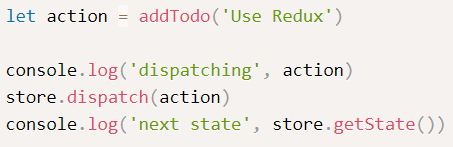 let action = addTodo('Use Redux')
console.log('dispatching', action)
store.dispatch(action)
console.log('next state', store.getState())